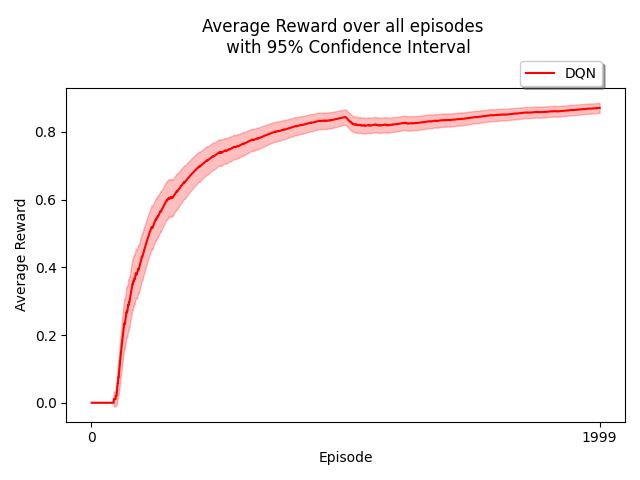 Average Reward over all episodes
with 95% Confidence Interval
DQN
0.8
0.6
0.4
0.2
0.0
Average Reward
0
1999
Episode